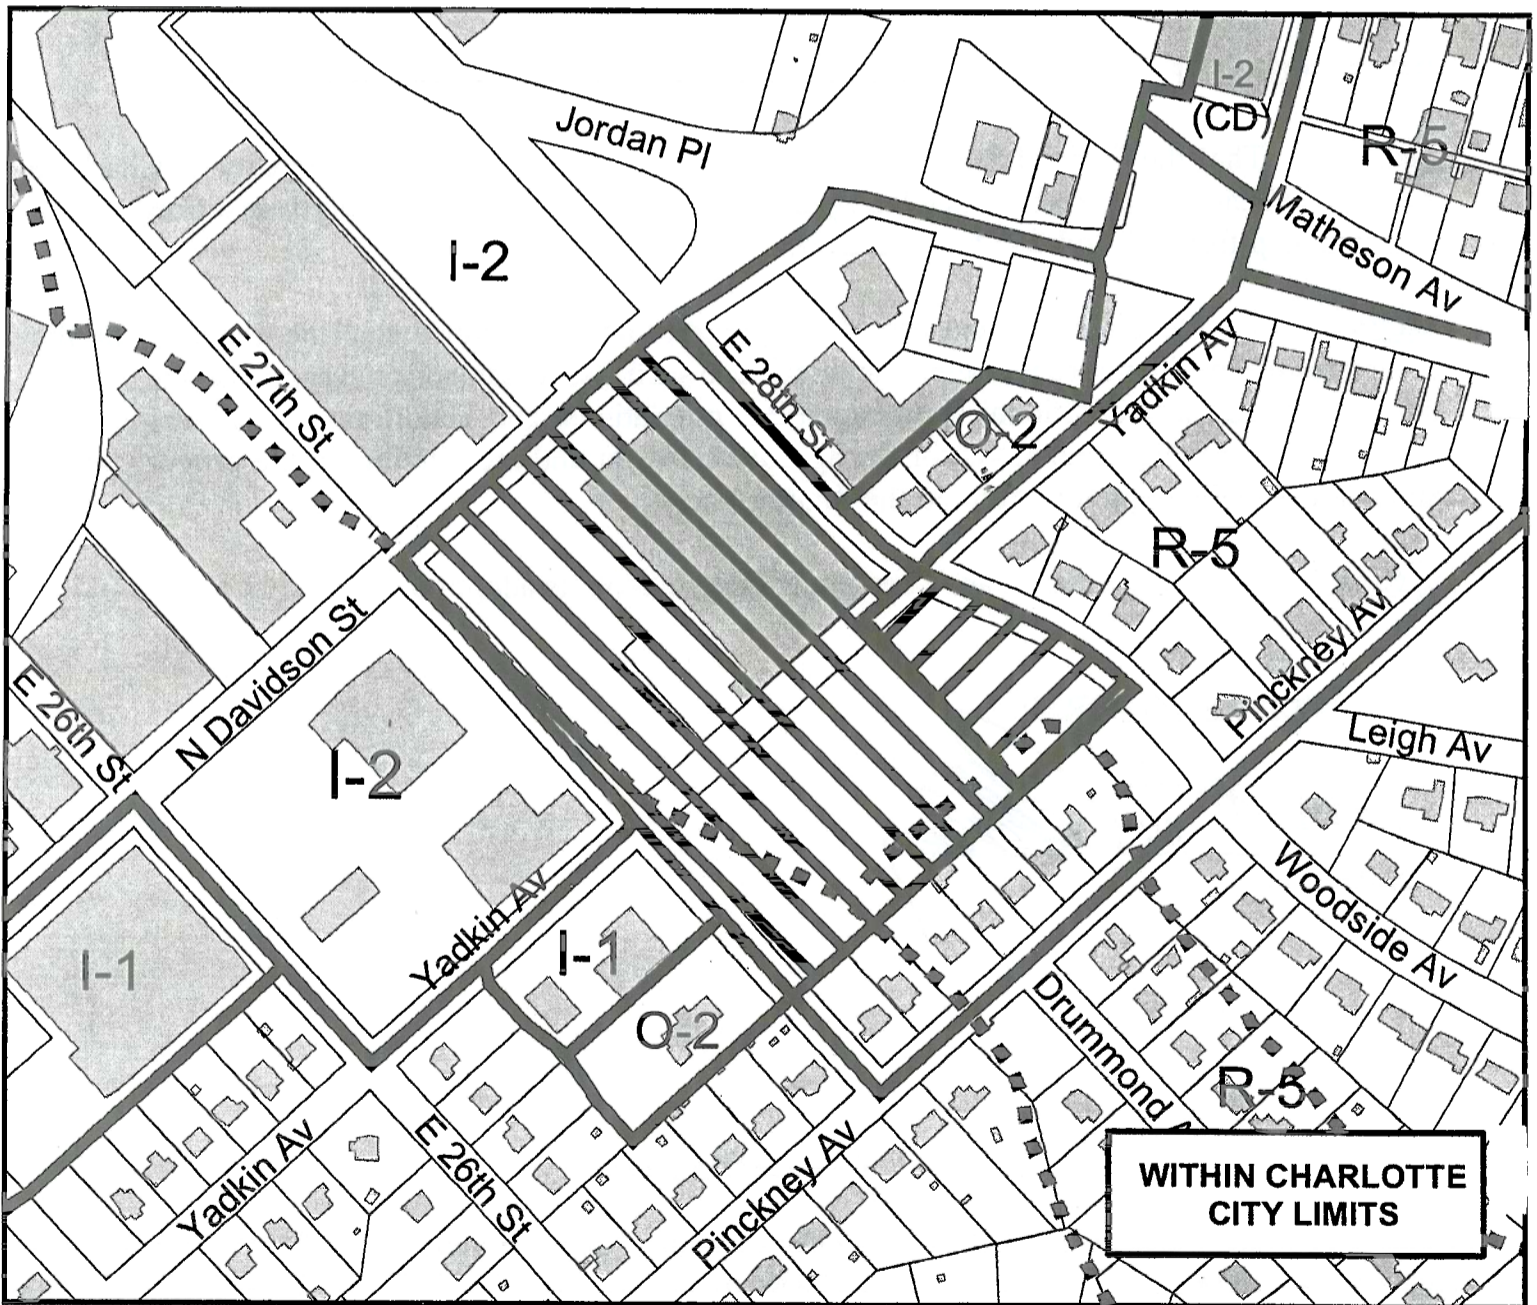 I-2
(CD)
Jordan Pl
R-5
Matheson Av
I-2
E 27th St
E 28th St
Yadkin Av
O-2
R-5
N Davidson St
Pinckney Av
E 26th St
Leigh Av
I-2
Woodside Av
Yadkin Av
I-1
I-1
O-2
Drummond
R-5
Yadkin Av
E 26th St
Pinckney Av
WITHIN CHARLOTTE
CITY LIMITS